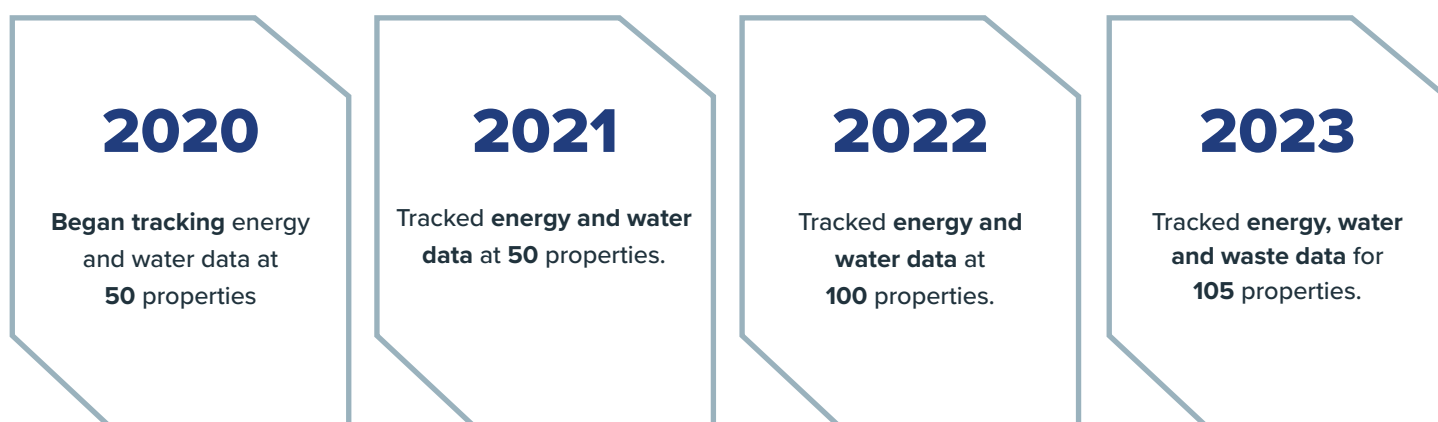 2020
Began tracking energy
and water data at
50 properties
2021
Tracked energy and water
data at 50 properties.
2022
Tracked energy and
water data at
100 properties.
2023
Tracked energy, water
and waste data for
105 properties.